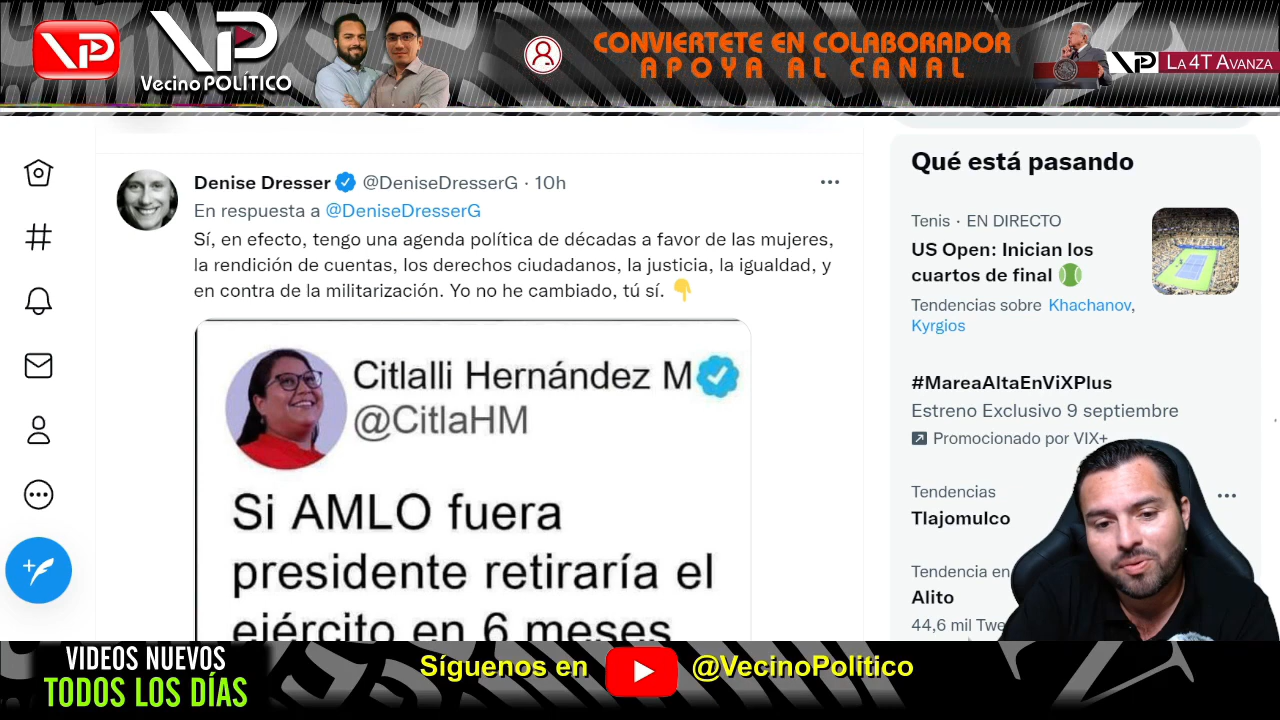 VP
VP
Vecino POLÍTICO
CONVIERTETE EN COLABORADOR
APOYA AL CANAL
VP LA 4T AVANZA
Denise Dresser @DeniseDresserG · 10h
En respuesta a @DeniseDresserG
Sí, en efecto, tengo una agenda política de décadas a favor de las mujeres,
la rendición de cuentas, los derechos ciudadanos, la justicia, la igualdad, y
en contra de la militarización. Yo no he cambiado, tú sí. 👇
Citlalli Hernández M
@CitlaHM
Si AMLO fuera
presidente retiraría el
ejército en 6 meses
Qué está pasando
Tenis · EN DIRECTO
US Open: Inician los
cuartos de final
Tendencias sobre Khachanov,
Kyrgios
#MareaAltaEnViXPlus
Estreno Exclusivo 9 septiembre
Promocionado por VIX+
Tendencias
Tlajomulco
Tendencia en
Alito
44,6 mil Twe
VIDEOS NUEVOS
TODOS LOS DÍAS
Síguenos en @VecinoPolitico